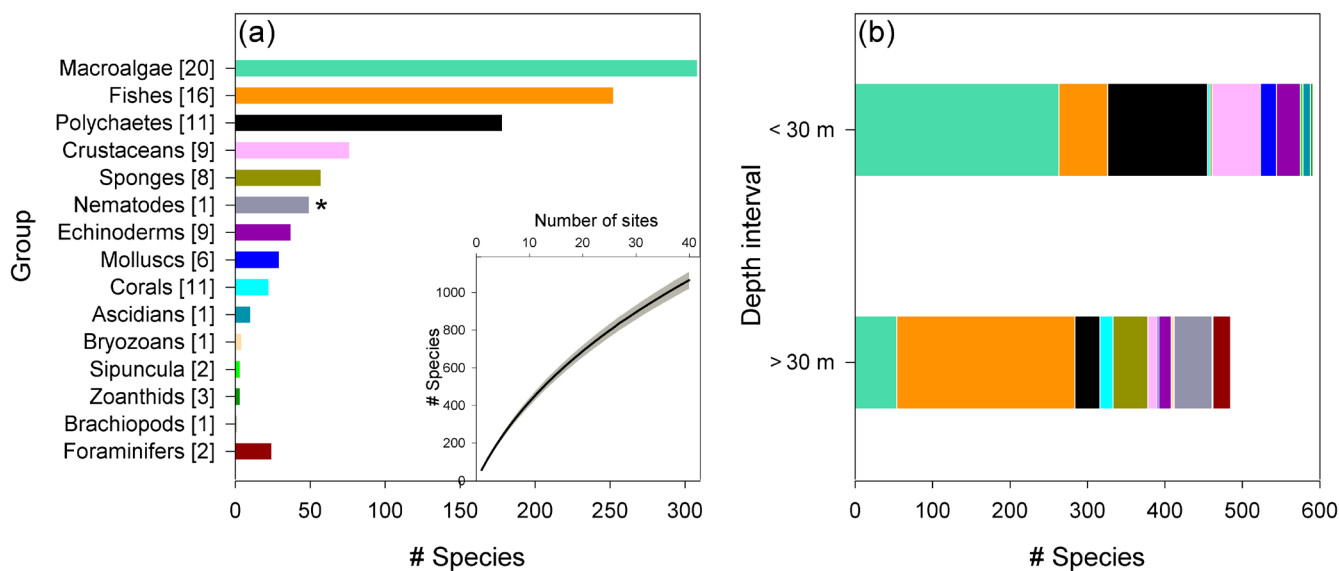 (a)
Group
Macroalgae [20]
Fishes [16]
Polychaetes [11]
Crustaceans [9]
Sponges [8]
Nematodes [1]
*
Echinoderms [9]
Molluscs [6]
Corals [11]
Ascidians [1]
Bryozoans [1]
Sipuncula [2]
Zoanthids [3]
Brachiopods [1]
Foraminifers [2]
0 50 100 150 200 250 300
# Species
Number of sites
0 10 20 30 40
# Species
1000
800
600
400
200
0
(b)
Depth interval
< 30 m
> 30 m
0 100 200 300 400 500 600
# Species